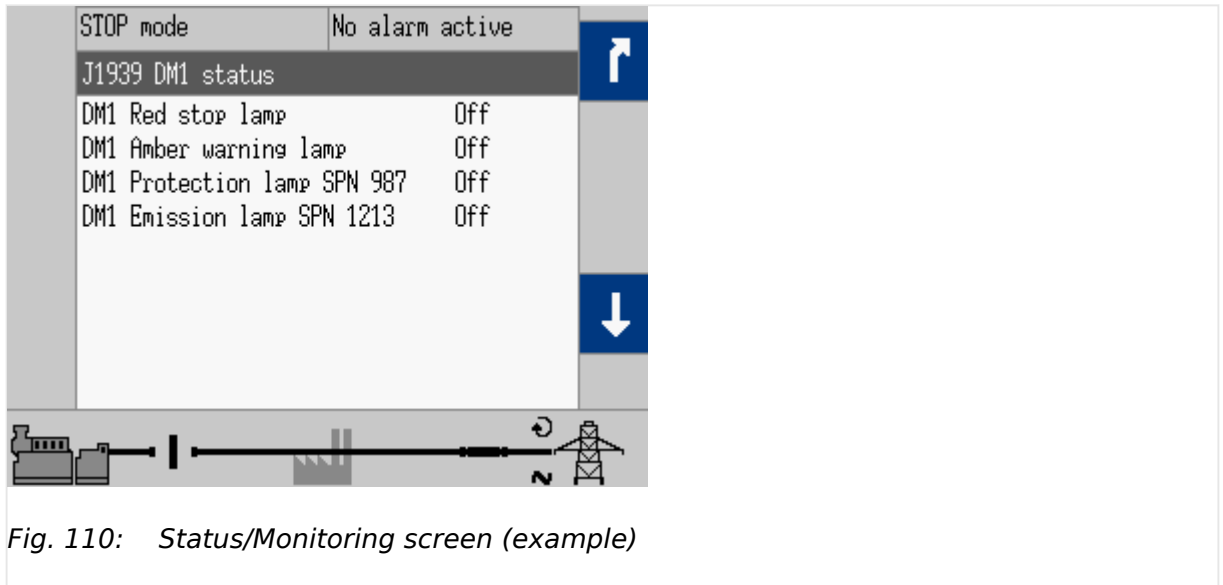 STOP mode No alarm active
J1939 DM1 status
DM1 Red stop lamp Off
DM1 Amber warning lamp Off
DM1 Protection lamp SPN 987 Off
DM1 Emission lamp SPN 1213 Off
Fig. 110: Status/Monitoring screen (example)